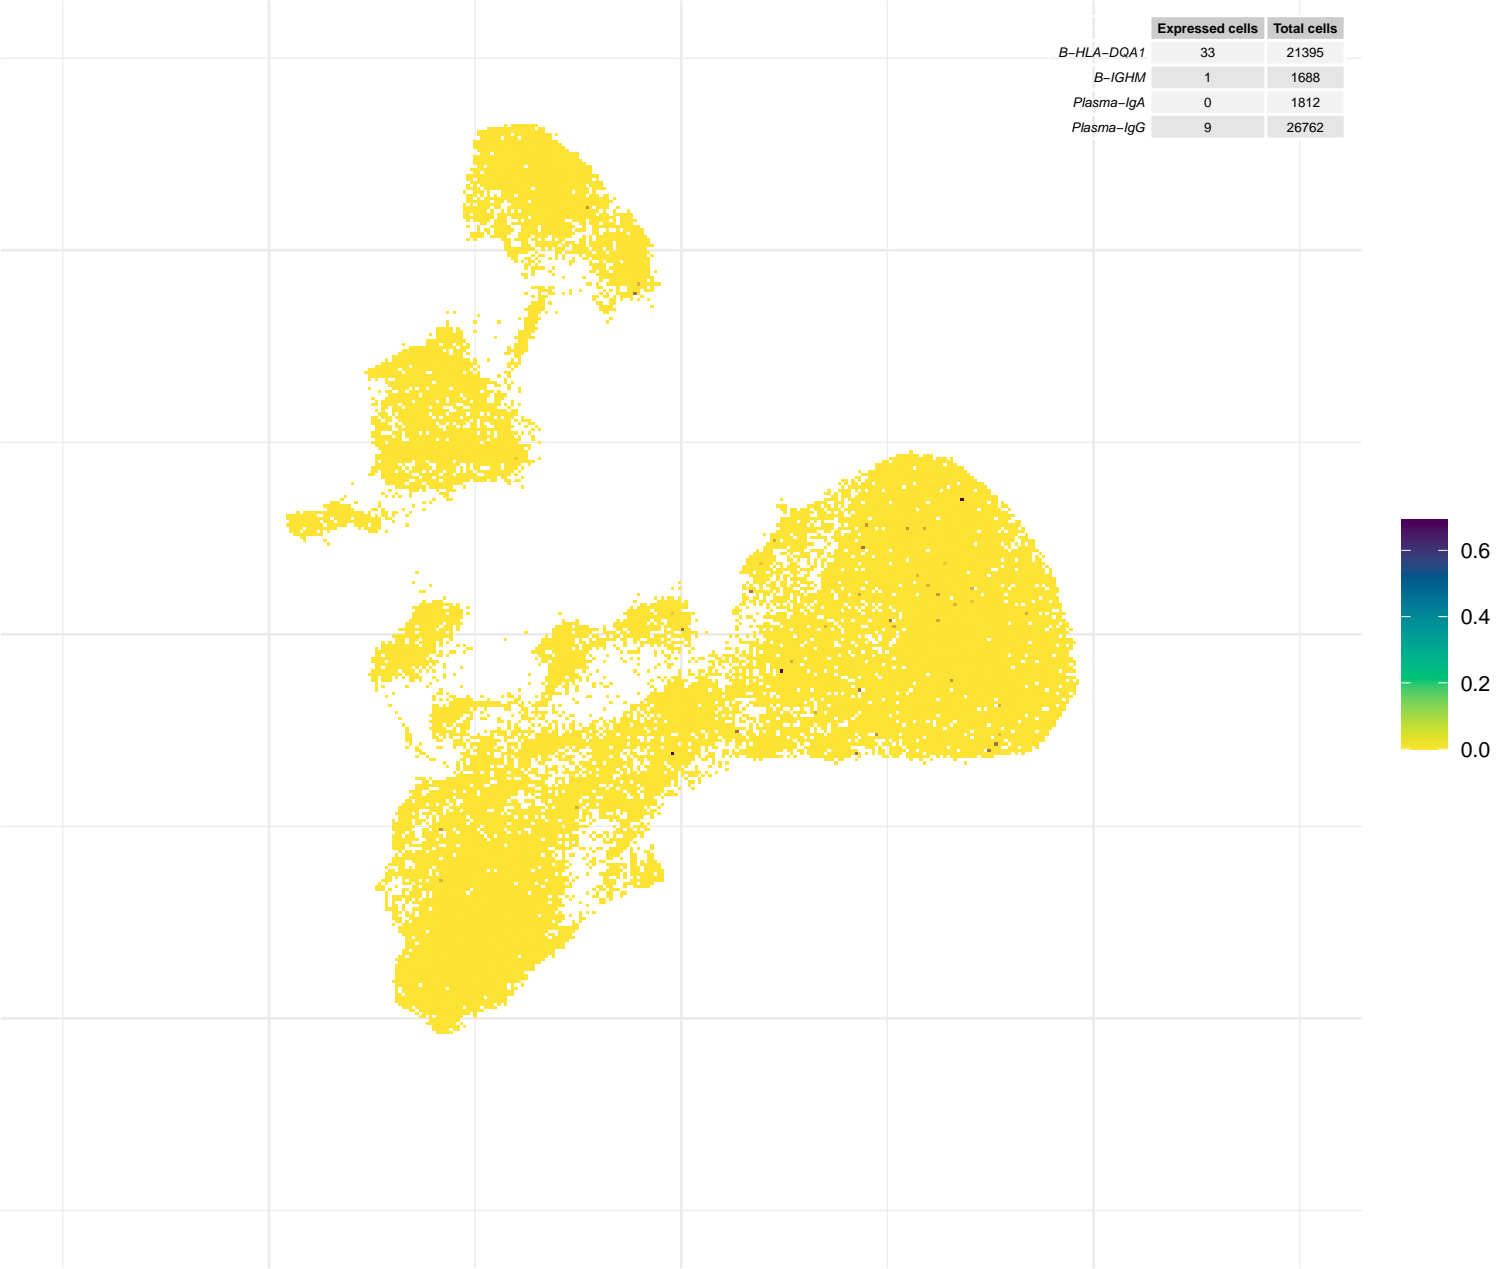 Expressed cells Total cells
B−HLA−DQA1 33 21395
B−IGHM 1 1688
Plasma−IgA 0 1812
Plasma−IgG 9 26762
0.6
0.4
0.2
0.0